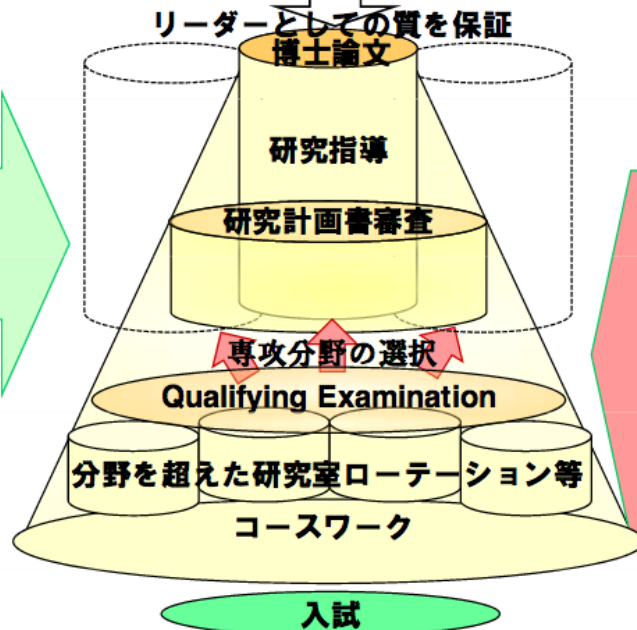 リーダーとしての質を保証
博士論文
研究指導
研究計画書審査
専攻分野の選択
Qualifying Examination
分野を超えた研究室ローテーション等
コースワーク
入試